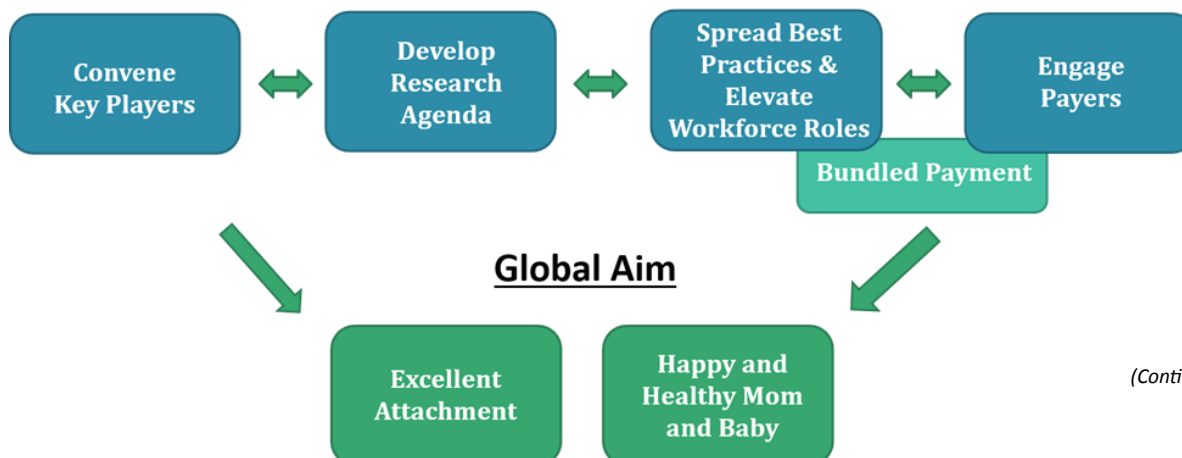 Convene
Key Players
Develop
Research
Agenda
Spread Best
Practices &
Elevate
Workforce Roles
Engage
Payers
Bundled Payment
Global Aim
Excellent
Attachment
Happy and
Healthy Mom
and Baby
(Conti